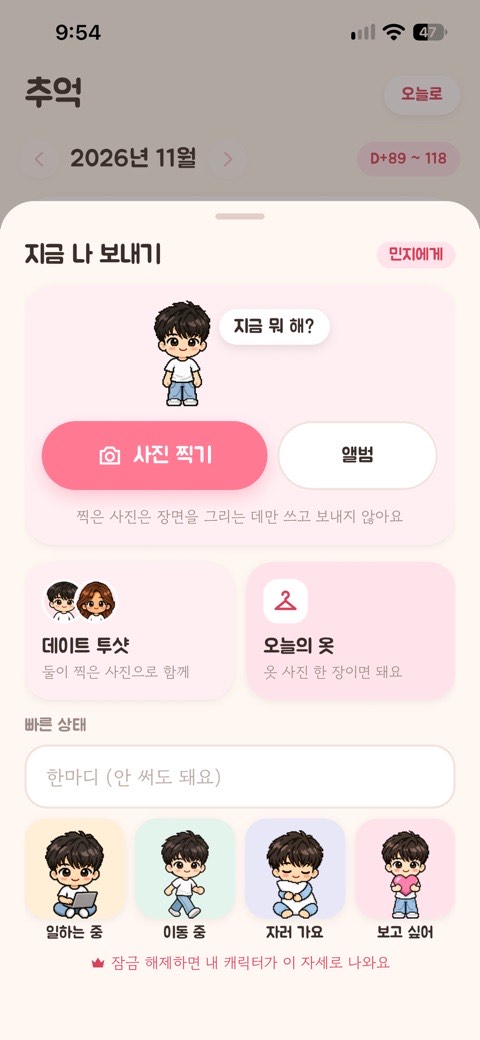 9:54
47
추억
오늘로
2026년 11월
D+89 ~ 118
지금 나 보내기
민지에게
지금 뭐 해?
사진 찍기
앨범
찍은 사진은 장면을 그리는 데만 쓰고 보내지 않아요
데이트 투샷
둘이 찍은 사진으로 함께
오늘의 옷
옷 사진 한 장이면 돼요
빠른 상태
한마디 (안 써도 돼요)
일하는 중
이동 중
자러 가요
보고 싶어
잠금 해제하면 내 캐릭터가 이 자세로 나와요